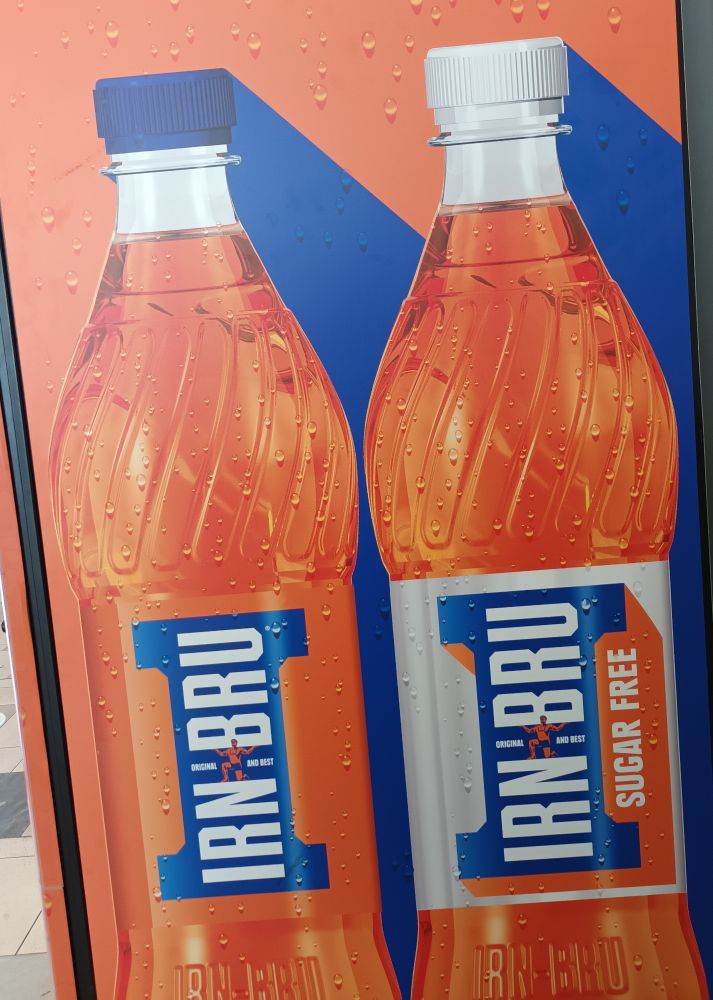 IRN-BRU®
ORIGINAL AND BEST
IRN-BRU
IRN-BRU
ORIGINAL AND BEST
SUGAR FREE
IRN-BRU